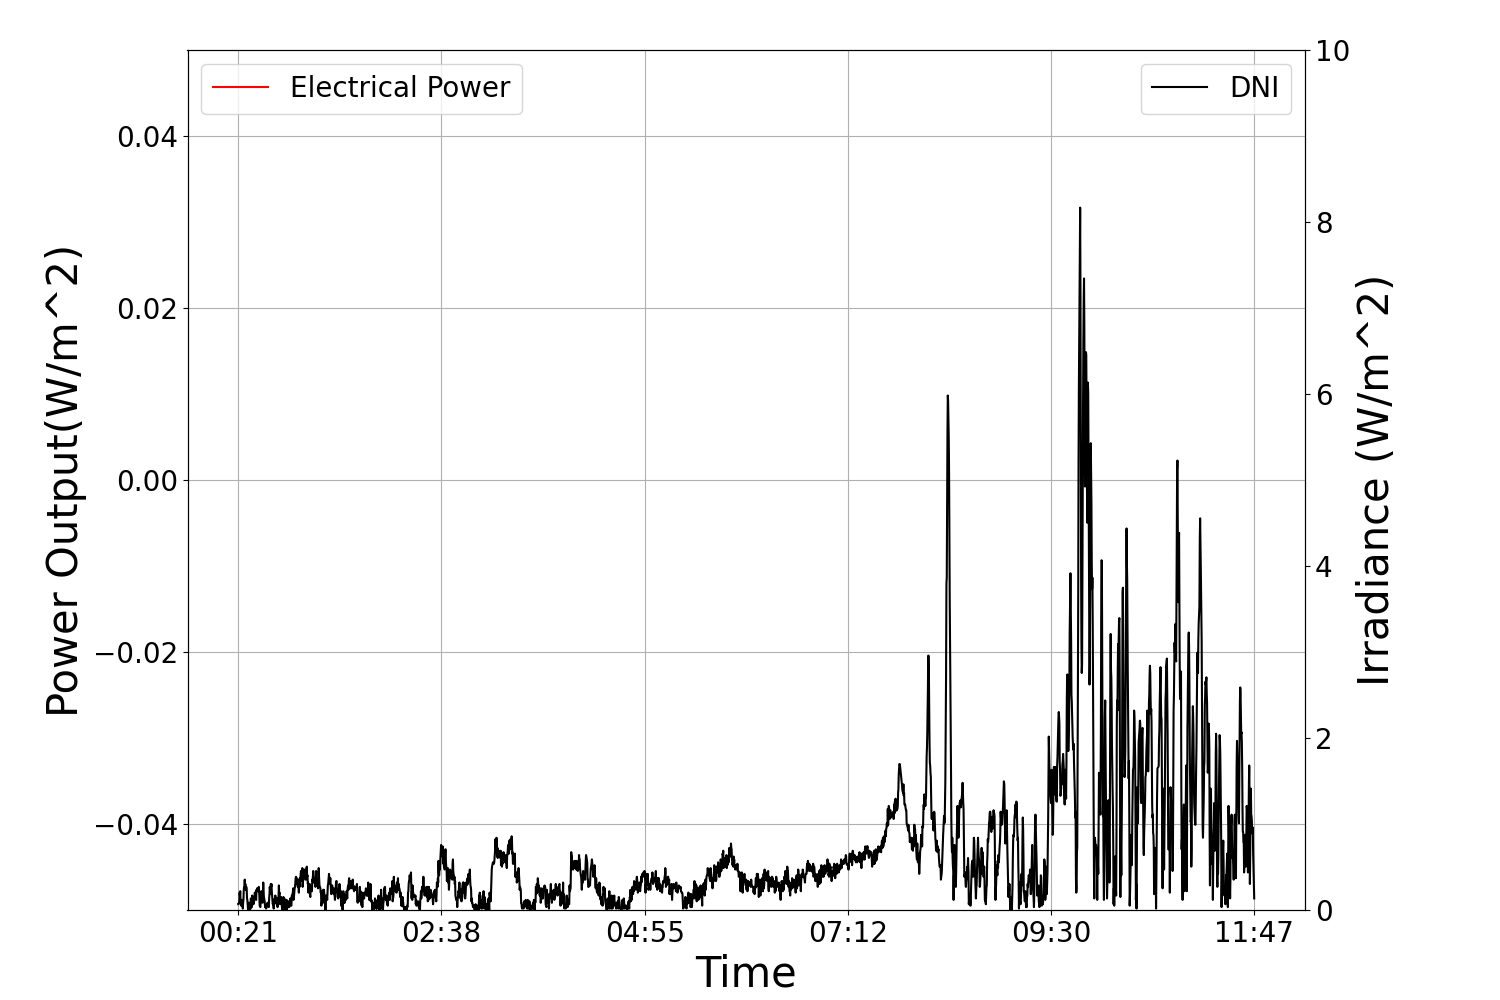 Electrical Power
DNI
Power Output(W/m^2)
0.04
0.02
0.00
−0.02
−0.04
10
8
6
4
2
0
Irradiance (W/m^2)
00:21 02:38 04:55 07:12 09:30 11:47
Time